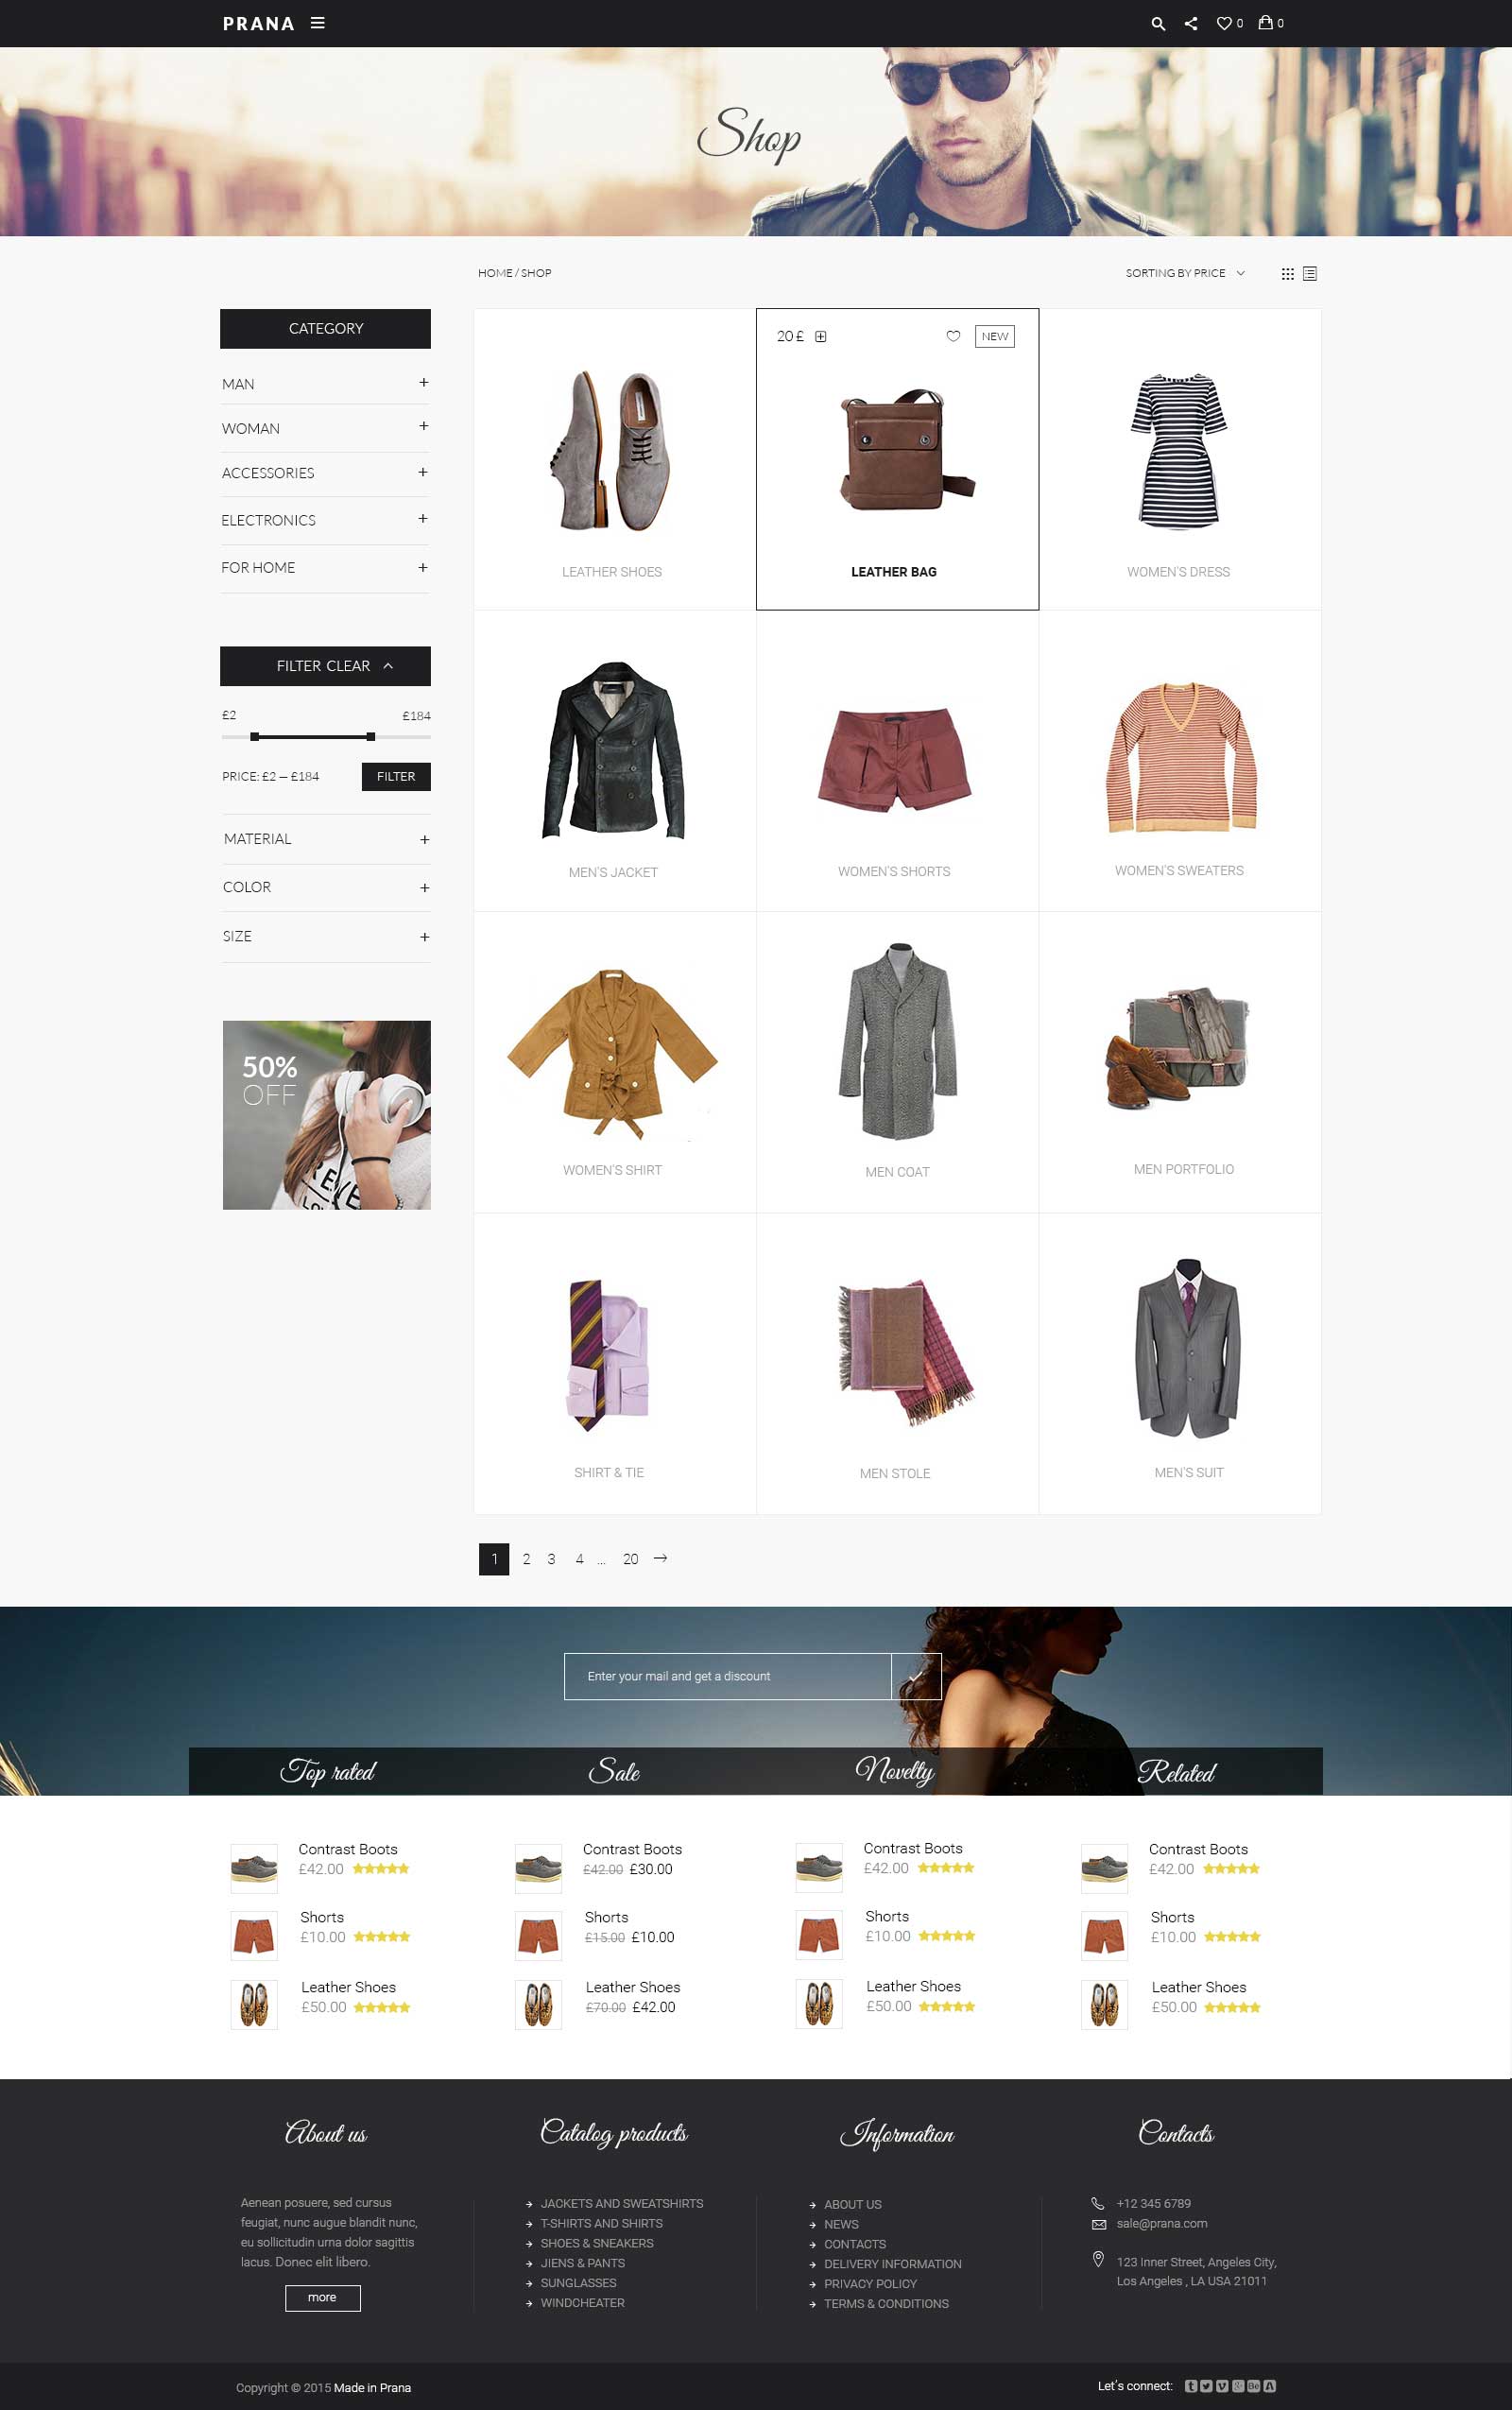 PRANA
0
0
Shop
HOME / SHOP
SORTING BY PRICE
CATEGORY
MAN
WOMAN
ACCESSORIES
ELECTRONICS
FOR HOME
FILTER CLEAR
£2
£184
PRICE: £2 — £184
FILTER
MATERIAL
COLOR
SIZE
50%
OFF
LEATHER SHOES
20 £
NEW
LEATHER BAG
WOMEN'S DRESS
MEN'S JACKET
WOMEN'S SHORTS
WOMEN'S SWEATERS
WOMEN'S SHIRT
MEN COAT
MEN PORTFOLIO
SHIRT & TIE
MEN STOLE
MEN'S SUIT
1 2 3 4 ... 20
Enter your mail and get a discount
Top rated
Sale
Novelty
Related
Contrast Boots
£42.00
Shorts
£10.00
Leather Shoes
£50.00
Contrast Boots
£42.00 £30.00
Shorts
£15.00 £10.00
Leather Shoes
£70.00 £42.00
Contrast Boots
£42.00
Shorts
£10.00
Leather Shoes
£50.00
Contrast Boots
£42.00
Shorts
£10.00
Leather Shoes
£50.00
About us
Aenean posuere, sed cursus
feugiat, nunc augue blandit nunc,
eu sollicitudin urna dolor sagittis
lacus. Donec elit libero.
more
Catalog products
JACKETS AND SWEATSHIRTS
T-SHIRTS AND SHIRTS
SHOES & SNEAKERS
JIENS & PANTS
SUNGLASSES
WINDCHEATER
Information
ABOUT US
NEWS
CONTACTS
DELIVERY INFORMATION
PRIVACY POLICY
TERMS & CONDITIONS
Contacts
+12 345 6789
sale@prana.com
123 Inner Street, Angeles City,
Los Angeles , LA USA 21011
Copyright © 2015 Made in Prana
Let's connect: